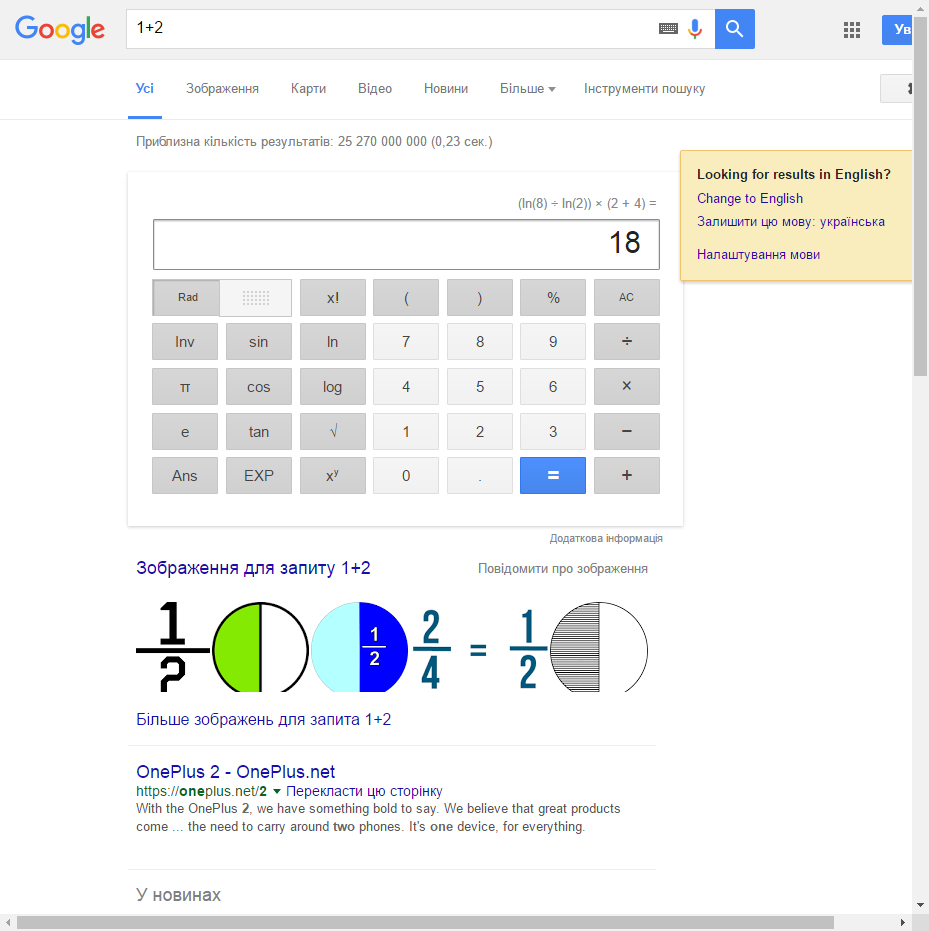 Google
1+2
Ув
Усі Зображення Карти Відео Новини Більше Інструменти пошуку
Приблизна кількість результатів: 25 270 000 000 (0,23 сек.)
Looking for results in English?
Change to English
Залишити цю мову: українська
Налаштування мови
(ln(8) ÷ ln(2)) × (2 + 4) =
18
Rad x! ( ) % AC
Inv sin ln 7 8 9 ÷
π cos log 4 5 6 ×
e tan √ 1 2 3 −
Ans EXP xʸ 0 . = +
Додаткова інформація
Зображення для запиту 1+2
Повідомити про зображення
1/2 1/2 2/4 = 1/2
Більше зображень для запита 1+2
OnePlus 2 - OnePlus.net
https://oneplus.net/2 Перекласти цю сторінку
With the OnePlus 2, we have something bold to say. We believe that great products
come ... the need to carry around two phones. It's one device, for everything.
У новинах